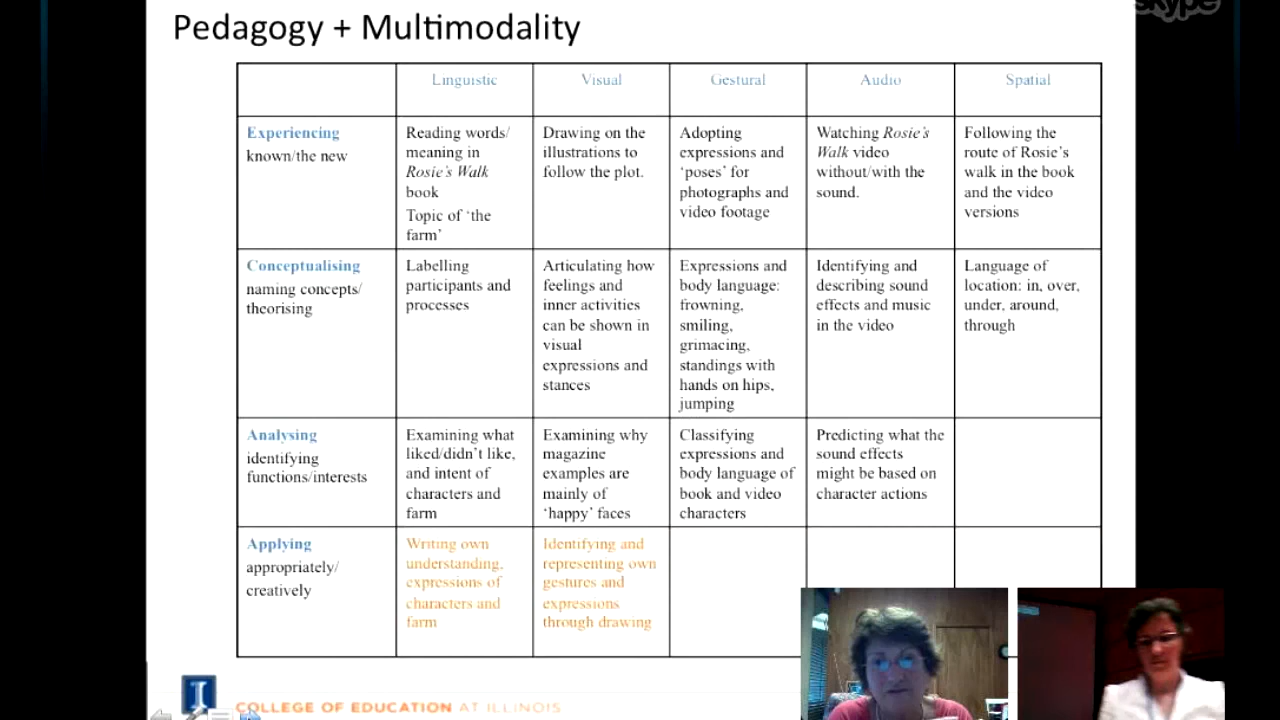 skype
Pedagogy + Multimodality
Linguistic
Visual
Gestural
Audio
Spatial
Experiencing
known/the new
Reading words/
meaning in
Rosie's Walk
book
Topic of 'the
farm'
Drawing on the
illustrations to
follow the plot.
Adopting
expressions and
'poses' for
photographs and
video footage
Watching Rosie's
Walk video
without/with the
sound.
Following the
route of Rosie's
walk in the book
and the video
versions
Conceptualising
naming concepts/
theorising
Labelling
participants and
processes
Articulating how
feelings and
inner activities
can be shown in
visual
expressions and
stances
Expressions and
body language:
frowning,
smiling,
grimacing,
standings with
hands on hips,
jumping
Identifying and
describing sound
effects and music
in the video
Language of
location: in, over,
under, around,
through
Analysing
identifying
functions/interests
Examining what
liked/didn't like,
and intent of
characters and
farm
Examining why
magazine
examples are
mainly of
'happy' faces
Classifying
expressions and
body language of
book and video
characters
Predicting what the
sound effects
might be based on
character actions
Applying
appropriately/
creatively
Writing own
understanding,
expressions of
characters and
farm
Identifying and
representing own
gestures and
expressions
through drawing
I
COLLEGE OF EDUCATION AT ILLINOIS